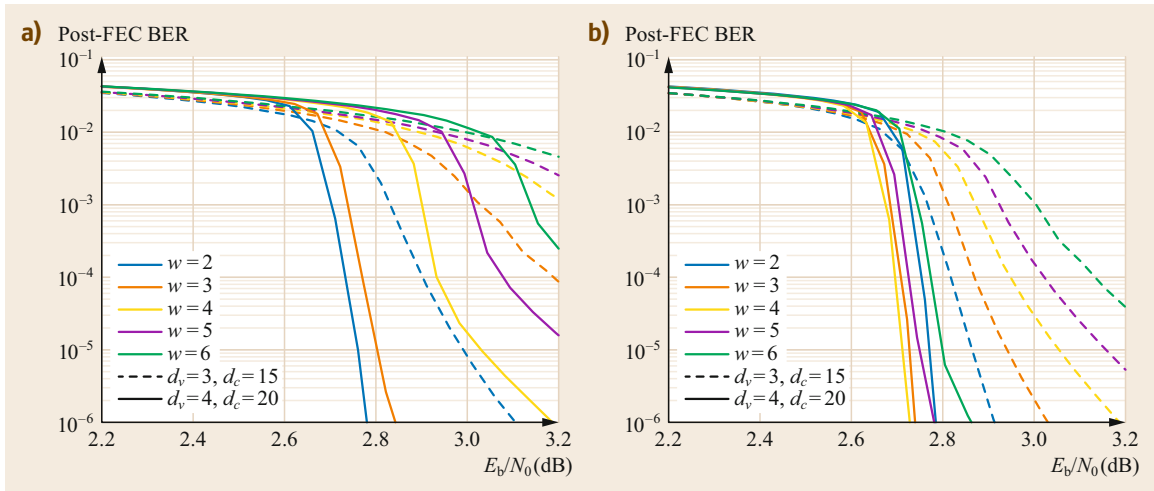 a) Post-FEC BER
10⁻¹
10⁻²
10⁻³
10⁻⁴
10⁻⁵
10⁻⁶
w = 2
w = 3
w = 4
w = 5
w = 6
d_v = 3, d_c = 15
d_v = 4, d_c = 20
2.2 2.4 2.6 2.8 3.0 3.2
E_b/N_0 (dB)
b) Post-FEC BER
10⁻¹
10⁻²
10⁻³
10⁻⁴
10⁻⁵
10⁻⁶
w = 2
w = 3
w = 4
w = 5
w = 6
d_v = 3, d_c = 15
d_v = 4, d_c = 20
2.2 2.4 2.6 2.8 3.0 3.2
E_b/N_0 (dB)